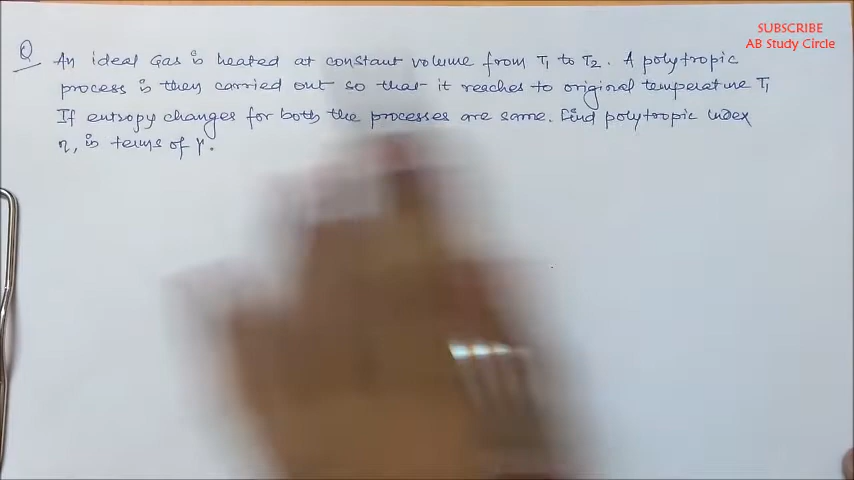 SUBSCRIBE
AB Study Circle
Q An ideal Gas is heated at constant volume from T1 to T2. A polytropic
process is then carried out so that it reaches to original temperature T1
If entropy changes for both the processes are same. Find polytropic index
n, in terms of γ.